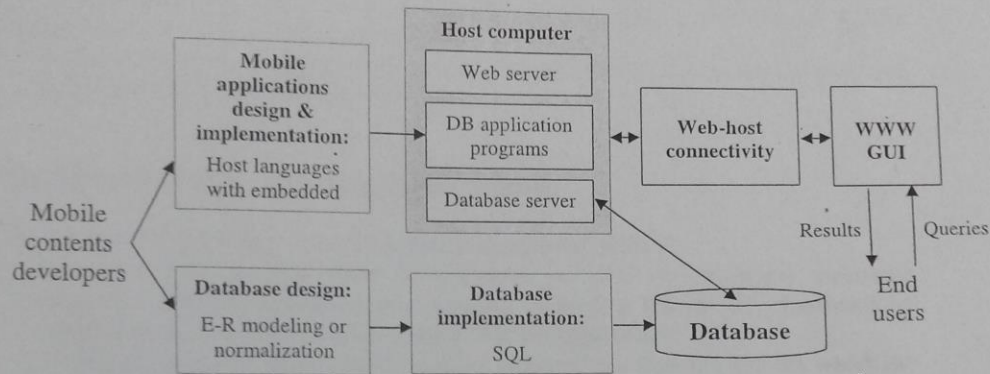 Mobile
contents
developers
Mobile
applications
design &
implementation:
Host languages
with embedded
Database design:
E-R modeling or
normalization
Host computer
Web server
DB application
programs
Database server
Database
implementation:
SQL
Web-host
connectivity
WWW
GUI
Results
Queries
End
users
Database